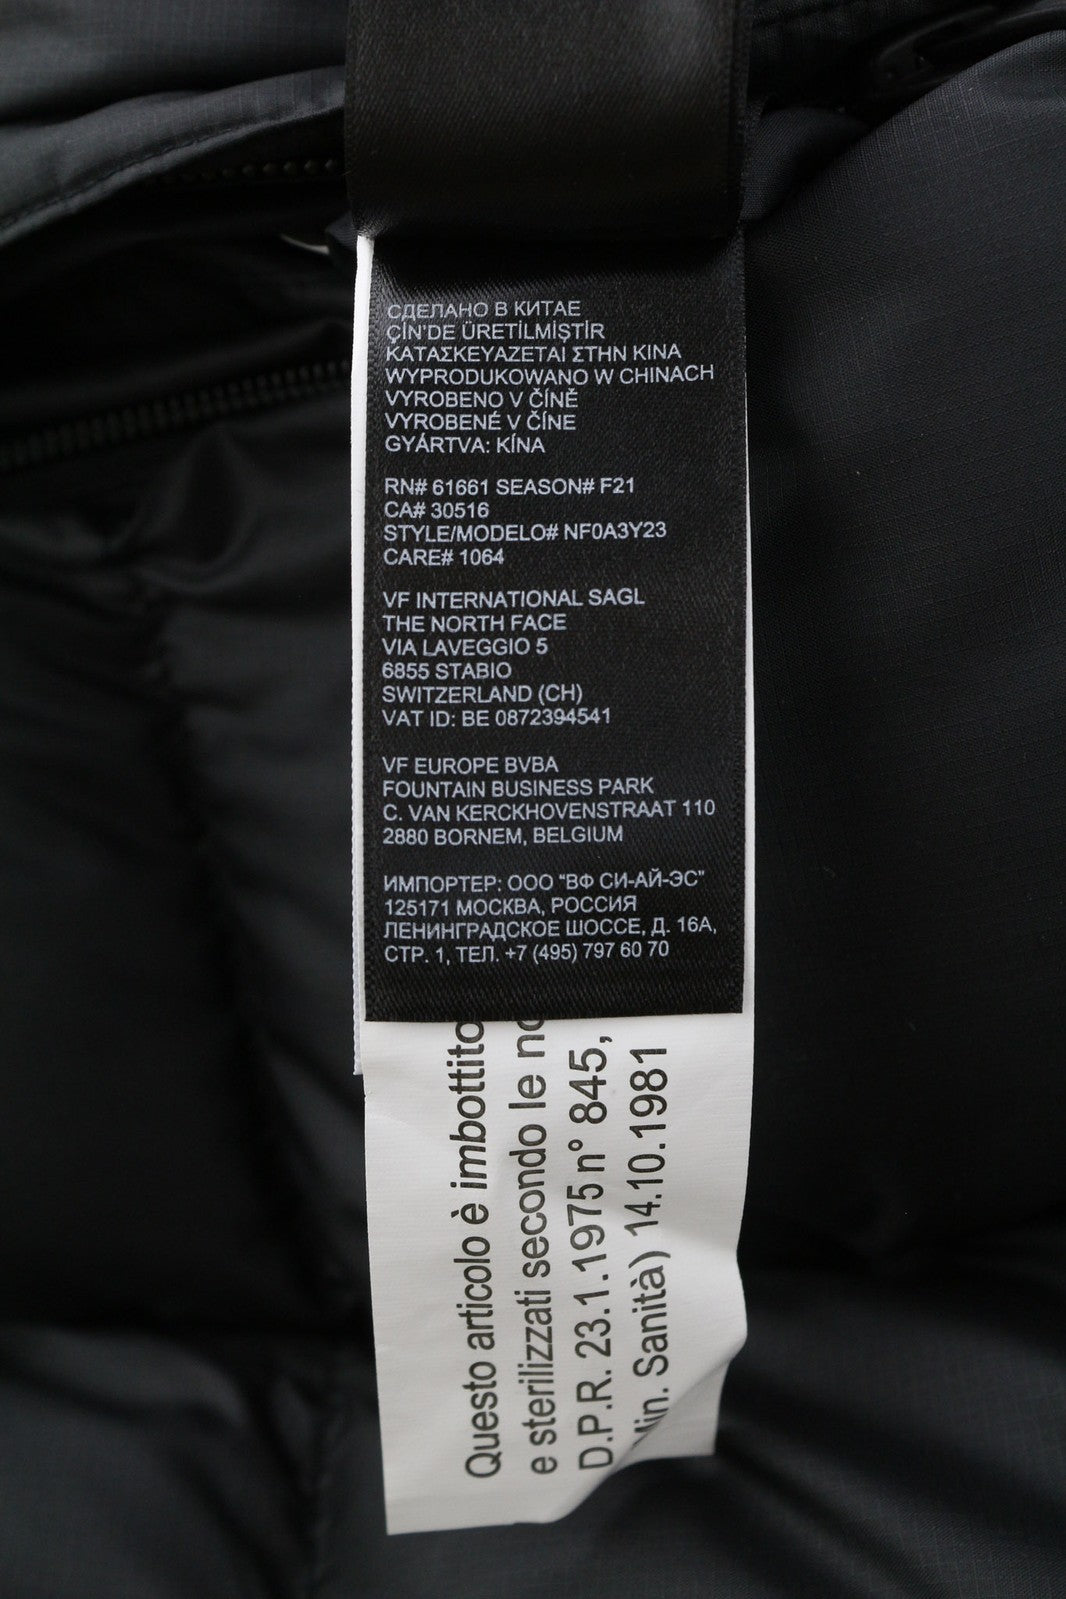 СДЕЛАНО В КИТАЕ
ÇİN'DE ÜRETİLMİŞTİR
ΚΑΤΑΣΚΕΥΑΖΕΤΑΙ ΣΤΗΝ ΚΙΝΑ
WYPRODUKOWANO W CHINACH
VYROBENO V ČÍNĚ
VYROBENÉ V ČÍNE
GYÁRTVA: KÍNA
RN# 61661 SEASON# F21
CA# 30516
STYLE/MODELO# NF0A3Y23
CARE# 1064
VF INTERNATIONAL SAGL
THE NORTH FACE
VIA LAVEGGIO 5
6855 STABIO
SWITZERLAND (CH)
VAT ID: BE 0872394541
VF EUROPE BVBA
FOUNTAIN BUSINESS PARK
C. VAN KERCKHOVENSTRAAT 110
2880 BORNEM, BELGIUM
ИМПОРТЕР: ООО "ВФ СИ-АЙ-ЭС"
125171 МОСКВА, РОССИЯ
ЛЕНИНГРАДСКОЕ ШОССЕ, Д. 16А,
СТР. 1, ТЕЛ. +7 (495) 797 60 70
Questo articolo è imbottito
e sterilizzati secondo le
D.P.R. 23.1.1975 n° 845,
Sanità) 14.10.1981